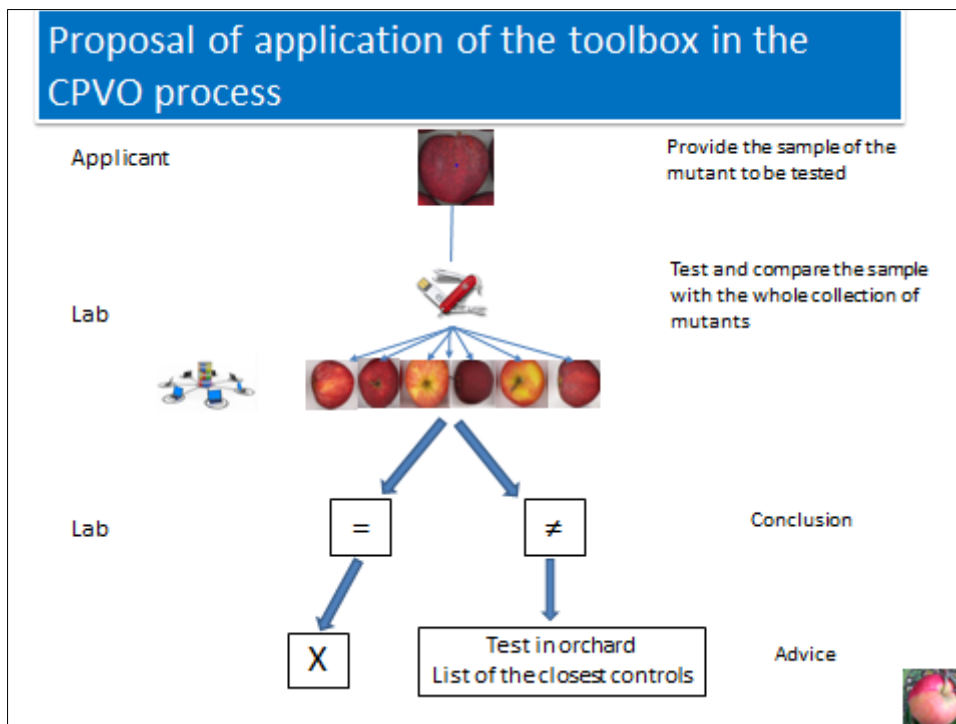 Proposal of application of the toolbox in the
CPVO process
Applicant
Provide the sample of the
mutant to be tested
Test and compare the sample
with the whole collection of
mutants
Lab
Lab
=
≠
Conclusion
X
Test in orchard
List of the closest controls
Advice